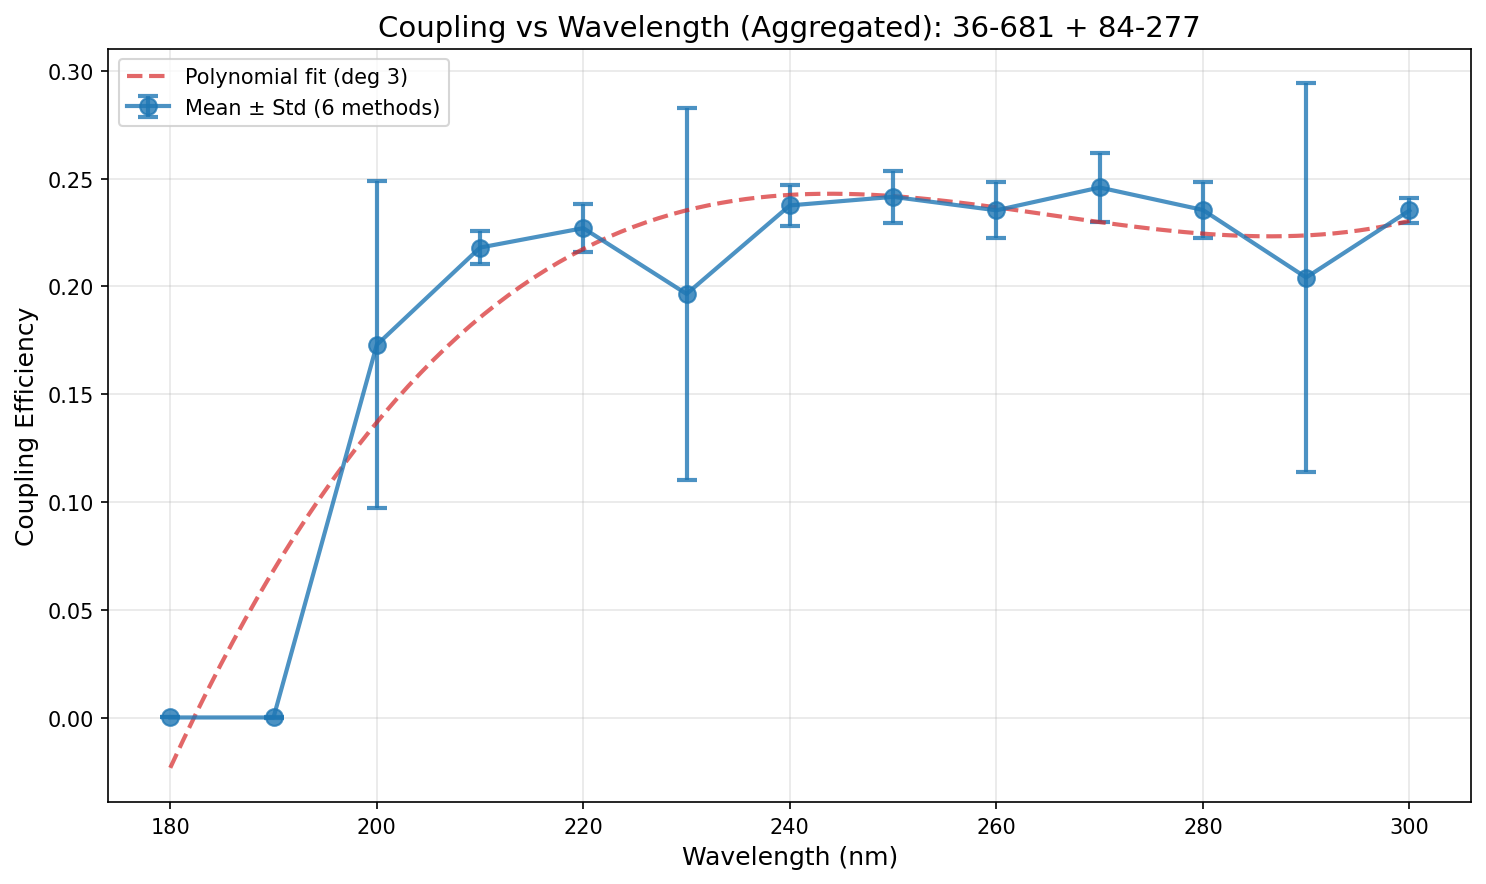 Coupling vs Wavelength (Aggregated): 36-681 + 84-277
Polynomial fit (deg 3)
Mean ± Std (6 methods)
0.30
0.25
0.20
0.15
0.10
0.05
0.00
Coupling Efficiency
180
200
220
240
260
280
300
Wavelength (nm)